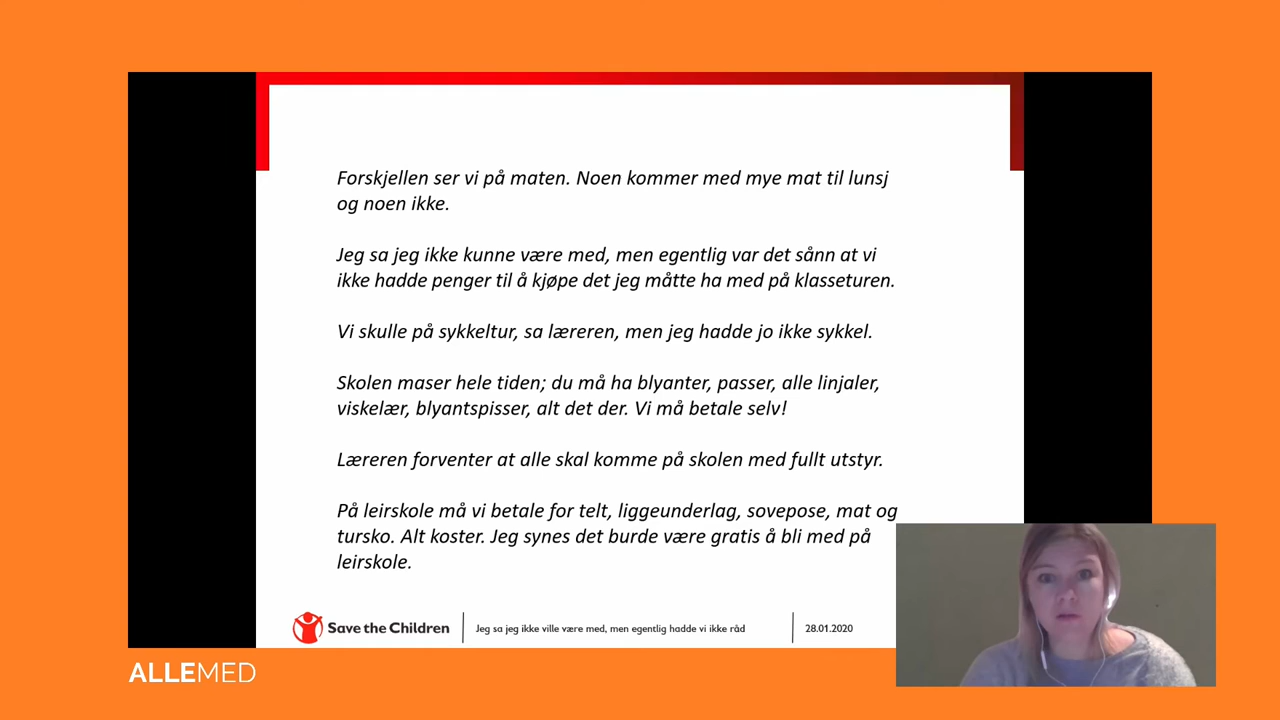 Forskjellen ser vi på maten. Noen kommer med mye mat til lunsj
og noen ikke.
Jeg sa jeg ikke kunne være med, men egentlig var det sånn at vi
ikke hadde penger til å kjøpe det jeg måtte ha med på klasseturen.
Vi skulle på sykkeltur, sa læreren, men jeg hadde jo ikke sykkel.
Skolen maser hele tiden; du må ha blyanter, passer, alle linjaler,
viskelær, blyantspisser, alt det der. Vi må betale selv!
Læreren forventer at alle skal komme på skolen med fullt utstyr.
På leirskole må vi betale for telt, liggeunderlag, sovepose, mat og
tursko. Alt koster. Jeg synes det burde være gratis å bli med på
leirskole.
Save the Children
Jeg sa jeg ikke ville være med, men egentlig hadde vi ikke råd
28.01.2020
ALLEMED